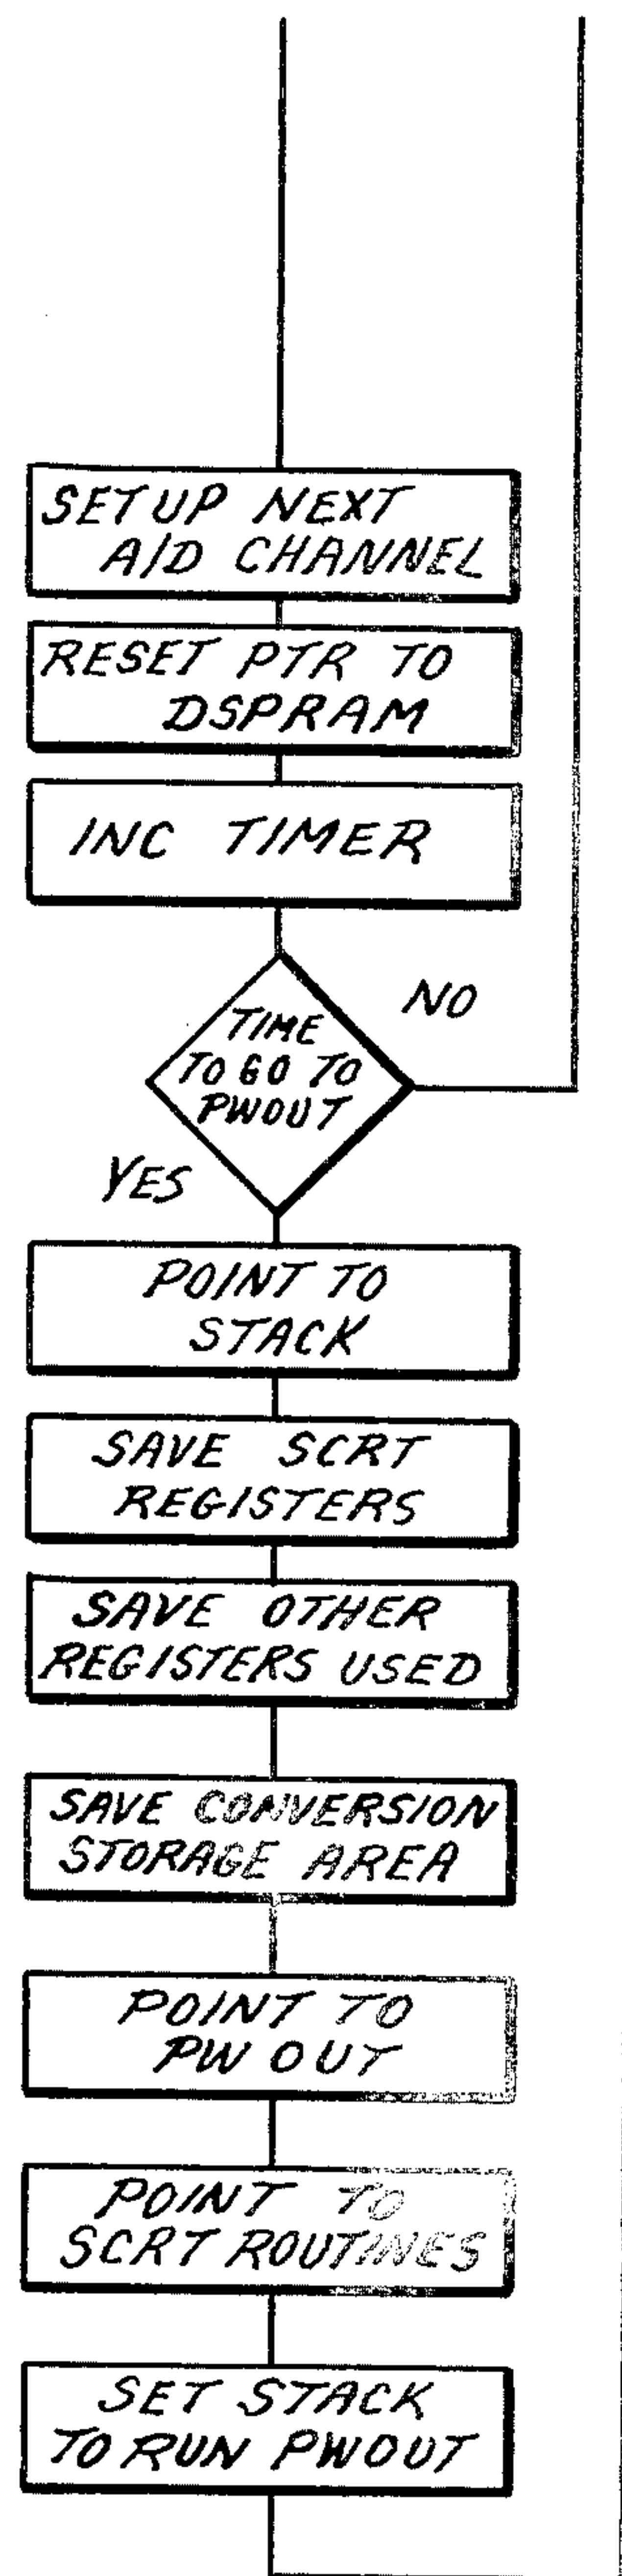 SETUP NEXT
A/D CHANNEL
RESET PTR TO
DSPRAM
INC TIMER
TIME
TO GO TO
PWOUT
NO
YES
POINT TO
STACK
SAVE SCRT
REGISTERS
SAVE OTHER
REGISTERS USED
SAVE CONVERSION
STORAGE AREA
POINT TO
PW OUT
POINT TO
SCRT ROUTINES
SET STACK
TO RUN PWOUT